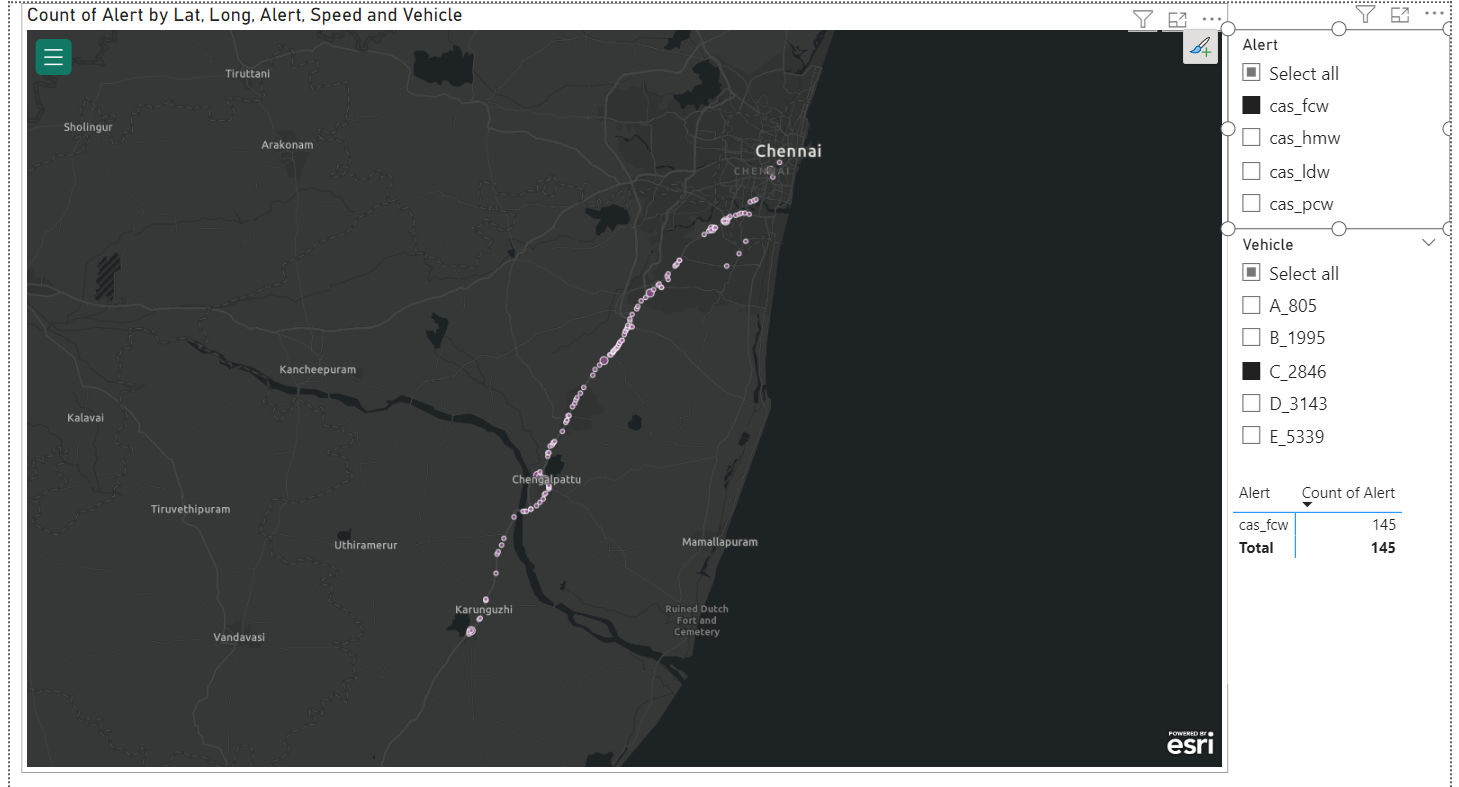 Count of Alert by Lat, Long, Alert, Speed and Vehicle
Tiruttani
Sholingur
Arakonam
Chennai
CHENNAI
Kancheepuram
Kalavai
Chengalpattu
Tiruvethipuram
Uthiramerur
Mamallapuram
Karunguzhi
Ruined Dutch
Fort and
Cemetery
Vandavasi
POWERED BY
esri
Alert
Select all
cas_fcw
cas_hmw
cas_ldw
cas_pcw
Vehicle
Select all
A_805
B_1995
C_2846
D_3143
E_5339
Alert Count of Alert
cas_fcw 145
Total 145